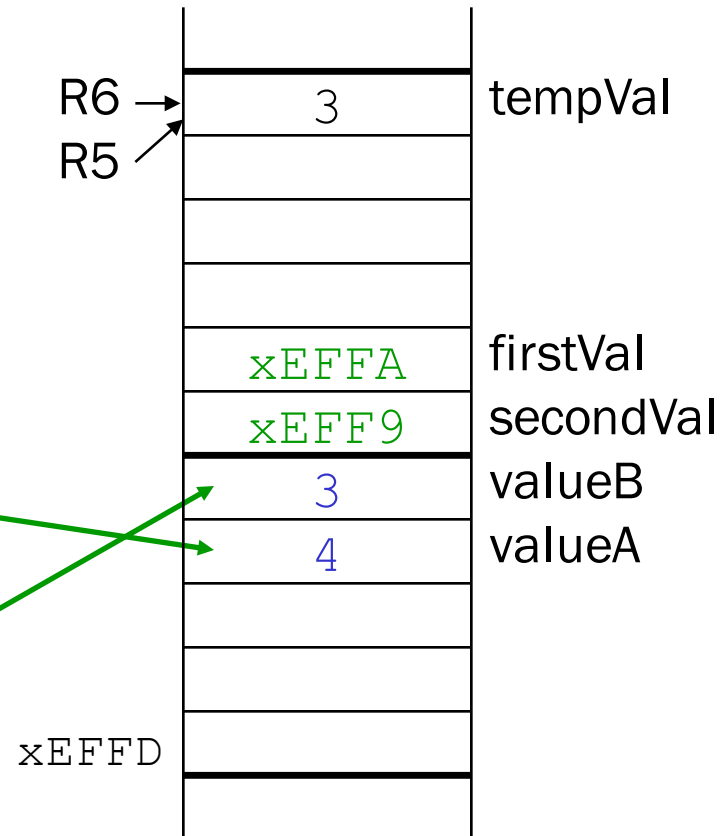 R6 3 tempVal
R5
xEFFA firstVal
xEFF9 secondVal
3 valueB
4 valueA
xEFFD